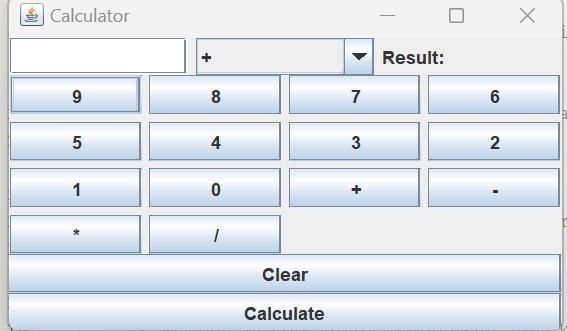 Calculator
+ Result:
9 8 7 6
5 4 3 2
1 0 + -
* /
Clear
Calculate